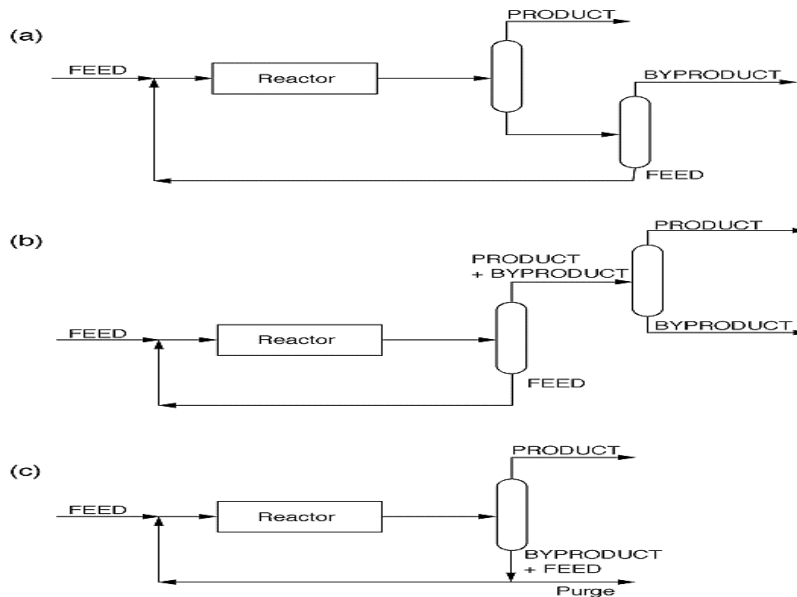 (a)
PRODUCT
FEED
Reactor
BYPRODUCT
FEED
(b)
PRODUCT
PRODUCT
+ BYPRODUCT
FEED
Reactor
BYPRODUCT
FEED
(c)
PRODUCT
FEED
Reactor
BYPRODUCT
+ FEED
Purge